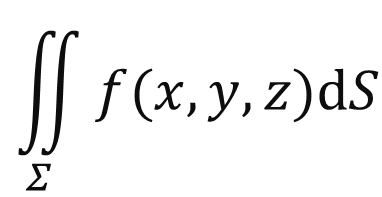 ∬_Σ f(x, y, z)dS